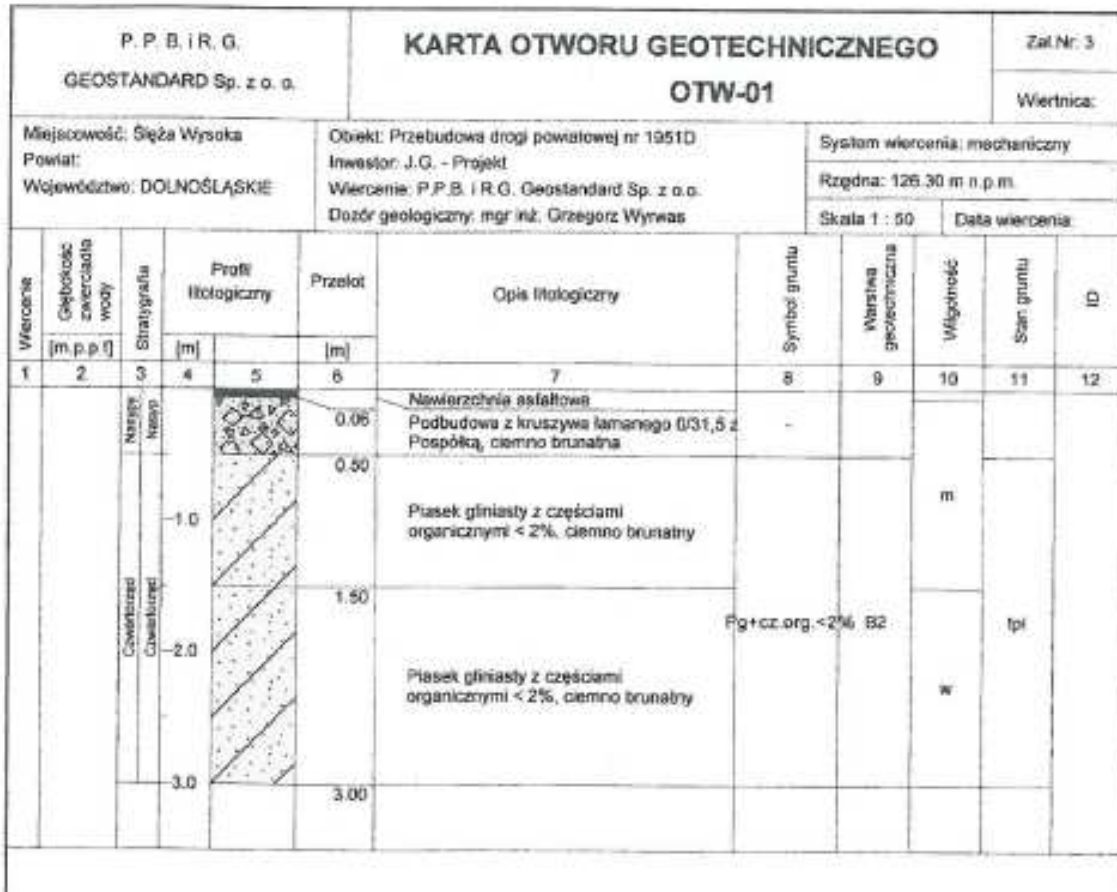 P. P. B. i R. G.
GEOSTANDARD Sp. z o. o.
KARTA OTWORU GEOTECHNICZNEGO
OTW-01
Zał.Nr: 3
Wiertnica:
Miejscowość: Ślęża Wysoka
Powiat:
Województwo: DOLNOŚLĄSKIE
Obiekt: Przebudowa drogi powiatowej nr 1951D
Inwestor: J.G. - Projekt
Wiercenie: P.P.B. i R.G. Geostandard Sp. z o.o.
Dozór geologiczny: mgr inż. Grzegorz Wyrwas
System wiercenia: mechaniczny
Rzędna: 126.30 m n.p.m.
Skala 1 : 50
Data wiercenia:
Wiercenie
Głębokość zwierciadła wody
[m.p.p.t]
Stratygrafia
Profil
litologiczny
[m]
Przelot
[m]
Opis litologiczny
Symbol gruntu
Warstwa geotechniczna
Wilgotność
Stan gruntu
ID
1 2 3 4 5 6 7 8 9 10 11 12
Nasypy
Nasyp
0.06
Nawierzchnia asfaltowa
Podbudowa z kruszywa łamanego 0/31,5 z
Pospółką, ciemno brunatna
-
0.50
1.0
Piasek gliniasty z częściami
organicznymi < 2%, ciemno brunatny
m
1.50
Czwartorzęd
Czwartorzęd
2.0
Piasek gliniasty z częściami
organicznymi < 2%, ciemno brunatny
Pg+cz.org.<2% B2
w
tpl
3.0
3.00